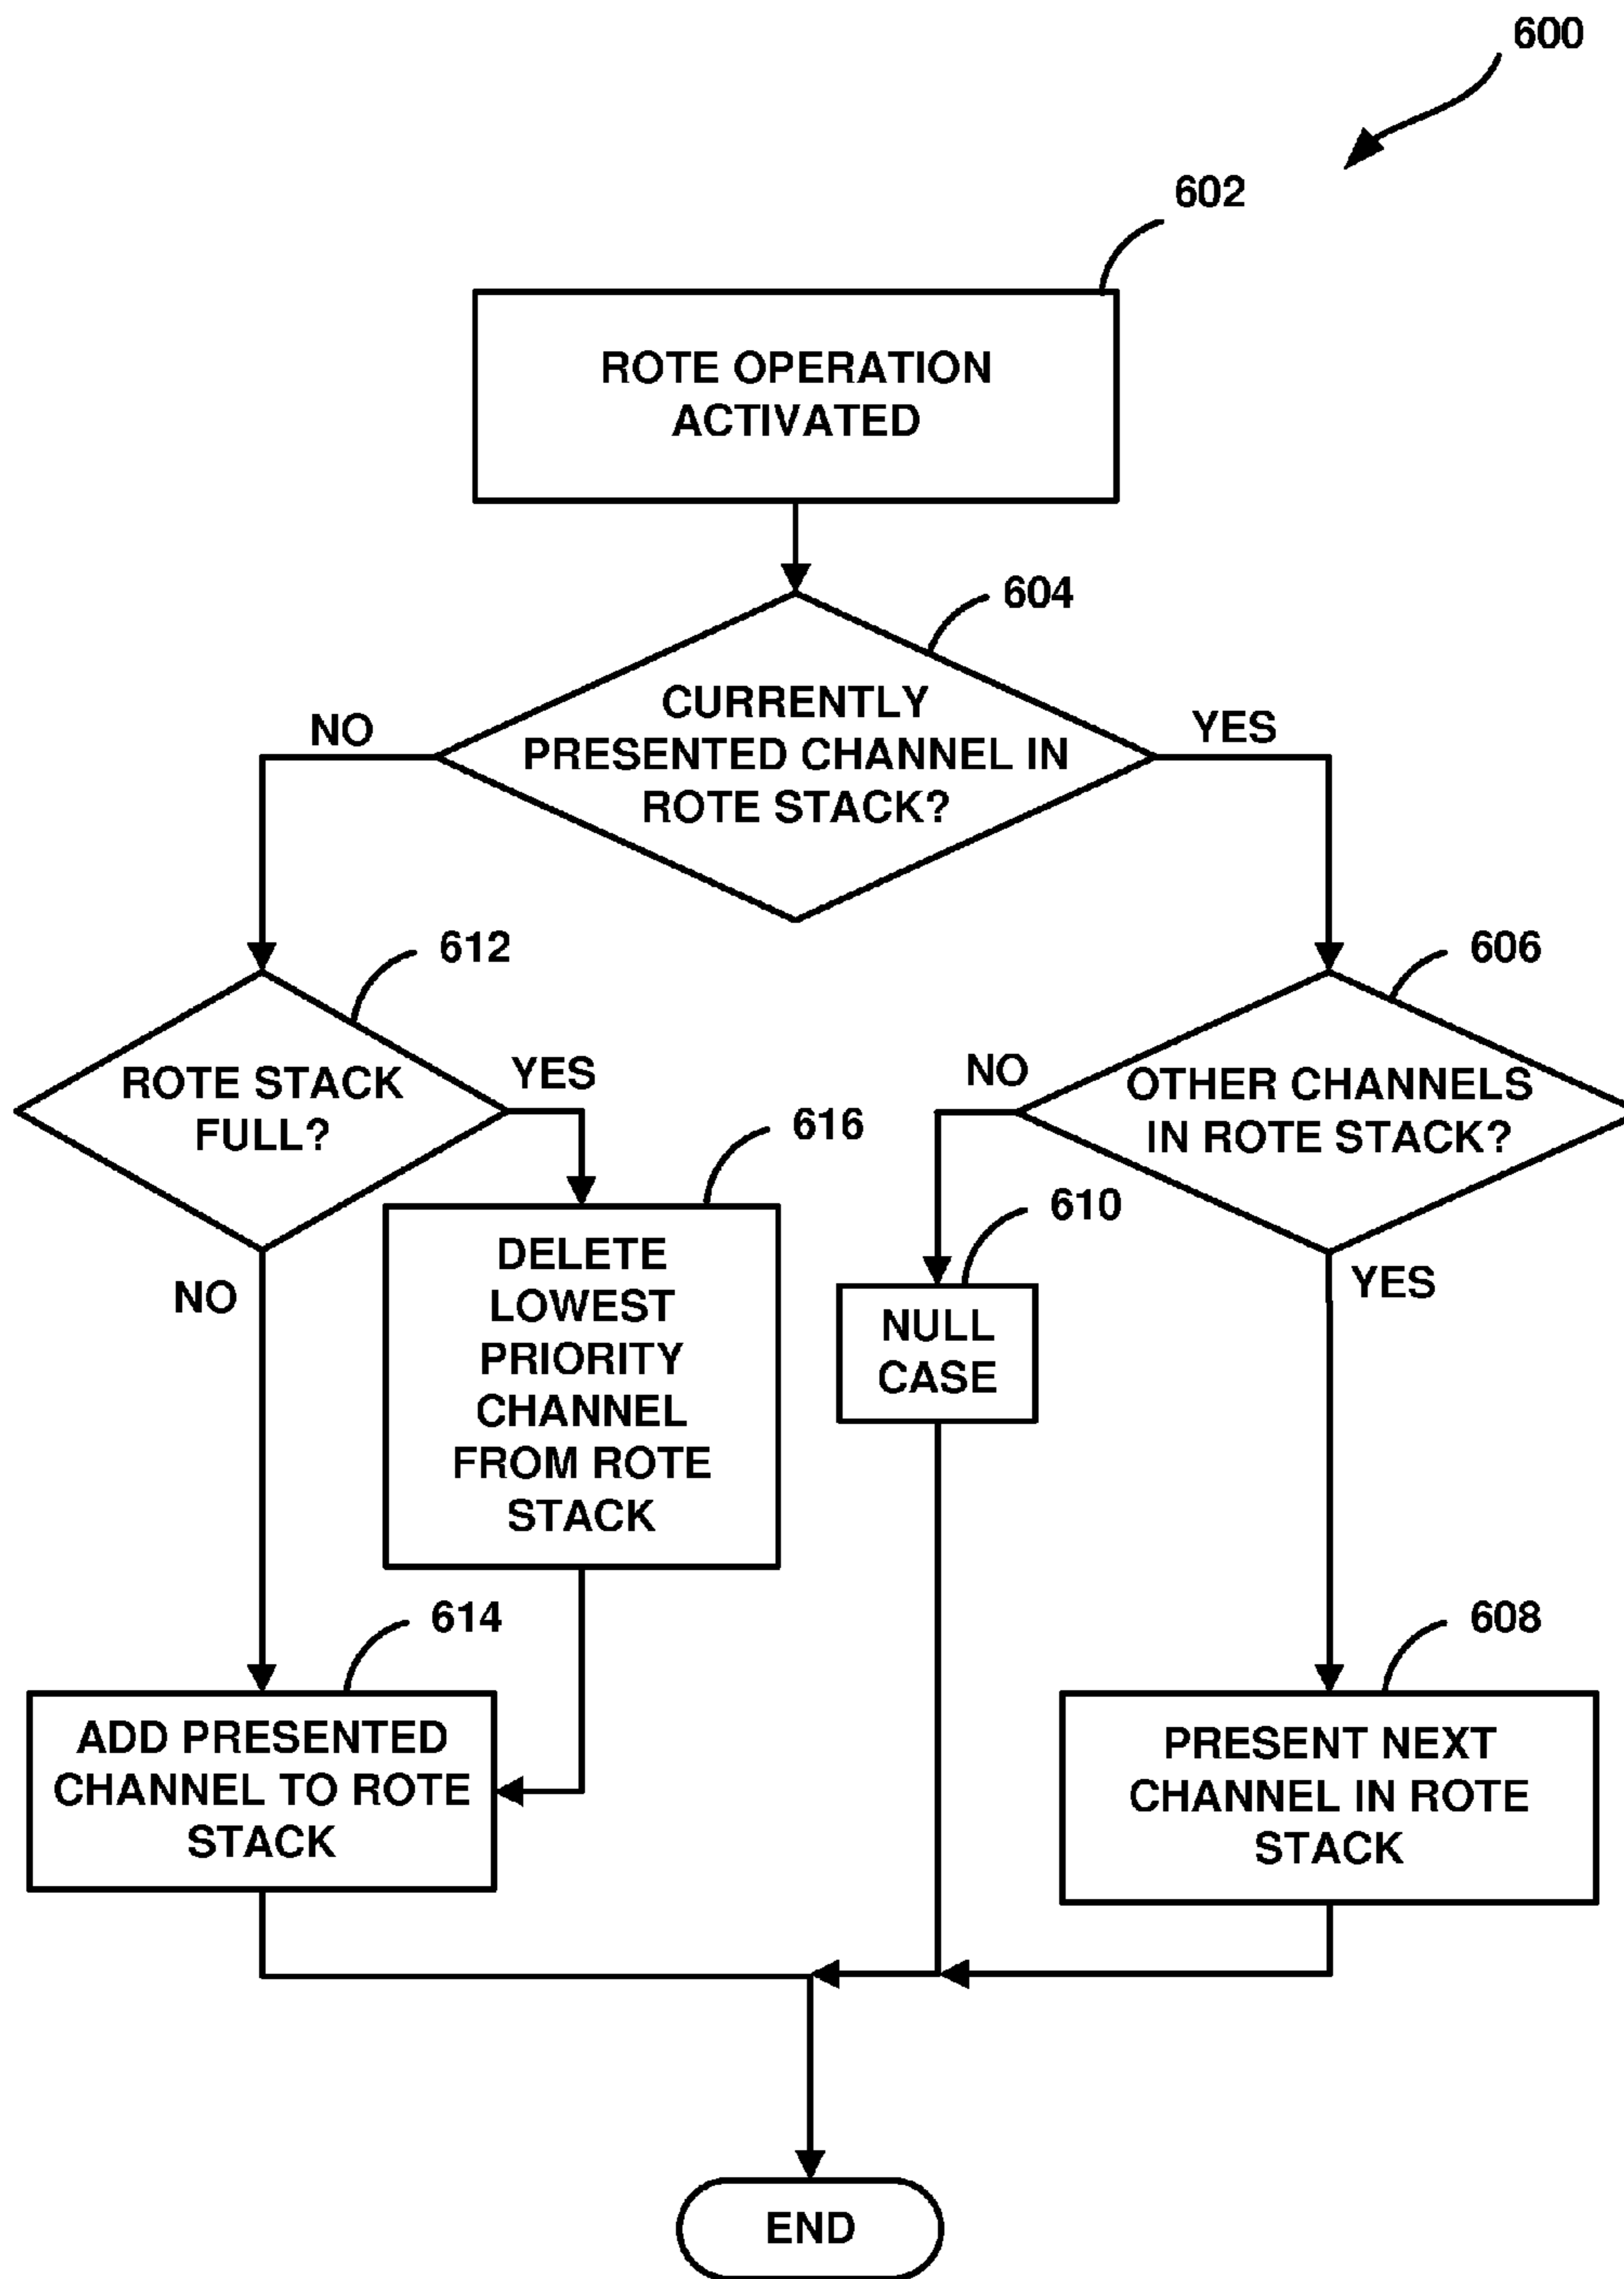 600
602
ROTE OPERATION
ACTIVATED
604
CURRENTLY
PRESENTED CHANNEL IN
ROTE STACK?
NO
YES
612
606
ROTE STACK
FULL?
YES
NO
OTHER CHANNELS
IN ROTE STACK?
616
610
NO
YES
DELETE
LOWEST
PRIORITY
CHANNEL
FROM ROTE
STACK
NULL
CASE
614
608
ADD PRESENTED
CHANNEL TO ROTE
STACK
PRESENT NEXT
CHANNEL IN ROTE
STACK
END